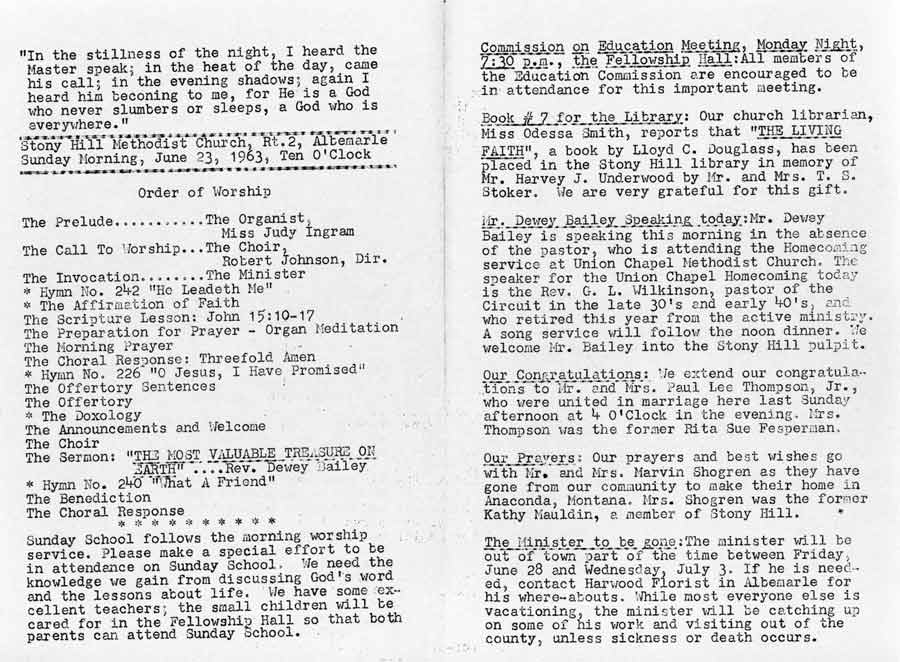 "In the stillness of the night, I heard the
Master speak; in the heat of the day, came
his call; in the evening shadows; again I
heard him beconing to me, for He is a God
who never slumbers or sleeps, a God who is
everywhere."
Stony Hill Methodist Church, Rt.2, Albemarle
Sunday Morning, June 23, 1963, Ten O'Clock
Order of Worship
The Prelude...........The Organist,
Miss Judy Ingram
The Call To Worship...The Choir,
Robert Johnson, Dir.
The Invocation........The Minister
* Hymn No. 242 "He Leadeth Me"
* The Affirmation of Faith
The Scripture Lesson: John 15:10-17
The Preparation for Prayer - Organ Meditation
The Morning Prayer
The Choral Response: Threefold Amen
* Hymn No. 226 "O Jesus, I Have Promised"
The Offertory Sentences
The Offertory
* The Doxology
The Announcements and Welcome
The Choir
The Sermon: "THE MOST VALUABLE TREASURE ON
EARTH" ....Rev. Dewey Bailey
* Hymn No. 240 "What A Friend"
The Benediction
The Choral Response
* * * * * * * * * *
Sunday School follows the morning worship
service. Please make a special effort to be
in attendance on Sunday School. We need the
knowledge we gain from discussing God's word
and the lessons about life. We have some ex-
cellent teachers; the small children will be
cared for in the Fellowship Hall so that both
parents can attend Sunday School.
Commission on Education Meeting, Monday Night,
7:30 p.m., the Fellowship Hall:All members of
the Education Commission are encouraged to be
in attendance for this important meeting.
Book # 7 for the Library: Our church librarian,
Miss Odessa Smith, reports that "THE LIVING
FAITH", a book by Lloyd C. Douglass, has been
placed in the Stony Hill library in memory of
Mr. Harvey J. Underwood by Mr. and Mrs. T. S.
Stoker. We are very grateful for this gift.
Mr. Dewey Bailey Speaking today:Mr. Dewey
Bailey is speaking this morning in the absence
of the pastor, who is attending the Homecoming
service at Union Chapel Methodist Church. The
speaker for the Union Chapel Homecoming today
is the Rev. G. L. Wilkinson, pastor of the
Circuit in the late 30's and early 40's, and
who retired this year from the active ministry.
A song service will follow the noon dinner. We
welcome Mr. Bailey into the Stony Hill pulpit.
Our Congratulations: We extend our congratula-
tions to Mr. and Mrs. Paul Lee Thompson, Jr.,
who were united in marriage here last Sunday
afternoon at 4 O'Clock in the evening. Mrs.
Thompson was the former Rita Sue Fesperman.
Our Prayers: Our prayers and best wishes go
with Mr. and Mrs. Marvin Shogren as they have
gone from our community to make their home in
Anaconda, Montana. Mrs. Shogren was the former
Kathy Mauldin, a member of Stony Hill. *
The Minister to be gone:The minister will be
out of town part of the time between Friday,
June 28 and Wednesday, July 3. If he is need-
ed, contact Harwood Florist in Albemarle for
his where-abouts. While most everyone else is
vacationing, the minister will be catching up
on some of his work and visiting out of the
county, unless sickness or death occurs.